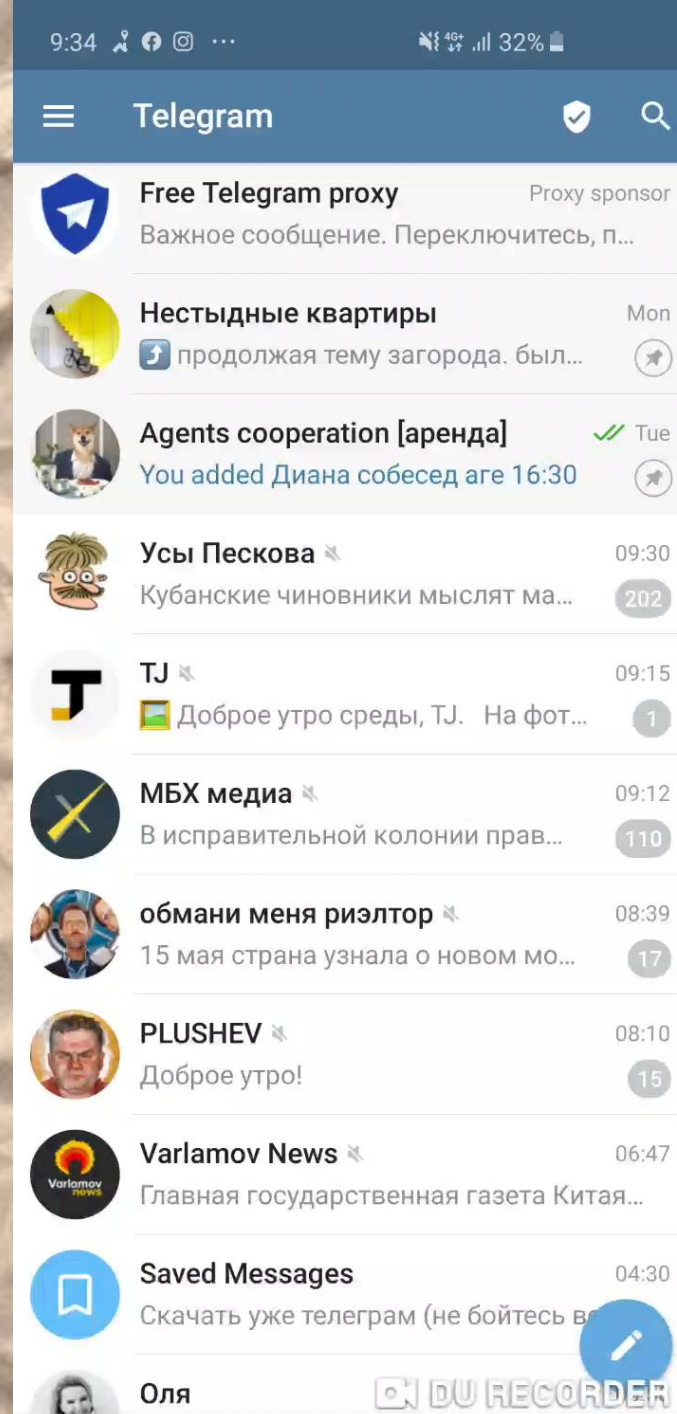 9:34
4G+
32%
Telegram
Free Telegram proxy
Proxy sponsor
Важное сообщение. Переключитесь, п...
Нестыдные квартиры
Mon
продолжая тему загорода. был...
Agents cooperation [аренда]
Tue
You added Диана собесед аге 16:30
Усы Пескова
09:30
Кубанские чиновники мыслят ма...
202
TJ
09:15
Доброе утро среды, TJ. На фот...
1
МБХ медиа
09:12
В исправительной колонии прав...
110
обмани меня риэлтор
08:39
15 мая страна узнала о новом мо...
17
PLUSHEV
08:10
Доброе утро!
15
Varlamov
news
Varlamov News
06:47
Главная государственная газета Китая...
Saved Messages
04:30
Скачать уже телеграм (не бойтесь
Оля
DU RECORDER